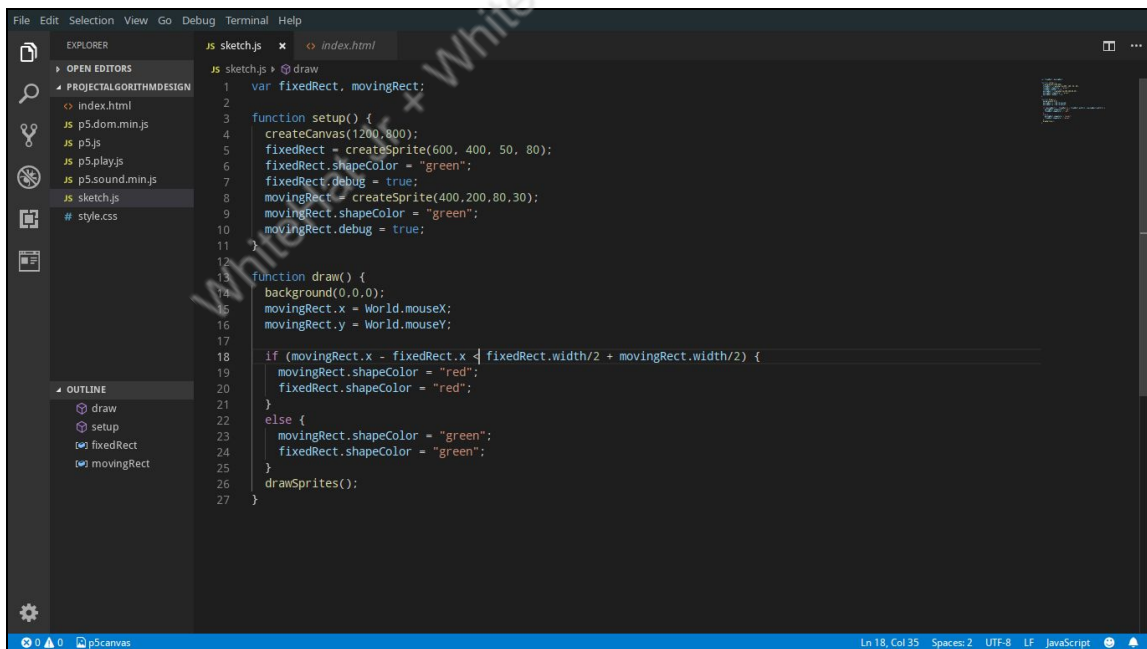 File Edit Selection View Go Debug Terminal Help
EXPLORER
OPEN EDITORS
PROJECTALGORITHMDESIGN
<> index.html
JS p5.dom.min.js
JS p5.js
JS p5.play.js
JS p5.sound.min.js
JS sketch.js
# style.css
OUTLINE
draw
setup
fixedRect
movingRect
JS sketch.js × <> index.html
JS sketch.js draw
1 var fixedRect, movingRect;
2
3 function setup() {
4 createCanvas(1200,800);
5 fixedRect = createSprite(600, 400, 50, 80);
6 fixedRect.shapeColor = "green";
7 fixedRect.debug = true;
8 movingRect = createSprite(400,200,80,30);
9 movingRect.shapeColor = "green";
10 movingRect.debug = true;
11 }
12
13 function draw() {
14 background(0,0,0);
15 movingRect.x = World.mouseX;
16 movingRect.y = World.mouseY;
17
18 if (movingRect.x - fixedRect.x < fixedRect.width/2 + movingRect.width/2) {
19 movingRect.shapeColor = "red";
20 fixedRect.shapeColor = "red";
21 }
22 else {
23 movingRect.shapeColor = "green";
24 fixedRect.shapeColor = "green";
25 }
26 drawSprites();
27 }
WhiteHat Jr + White
0 0 p5canvas Ln 18, Col 35 Spaces: 2 UTF-8 LF JavaScript